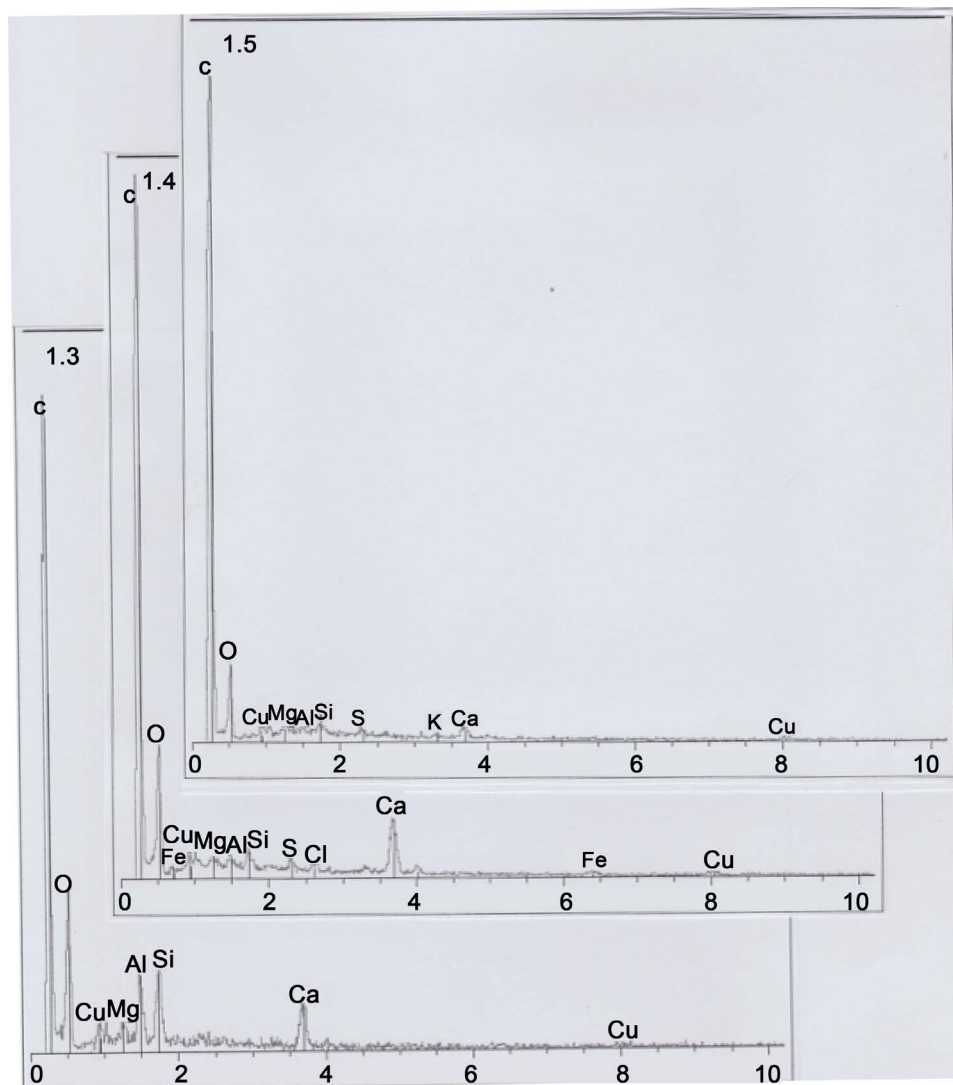 1.5
c
O
Cu Mg Al Si S K Ca Cu
0 2 4 6 8 10
1.4
c
O
Cu Mg Al Si S Cl Ca Fe Cu
Fe
0 2 4 6 8 10
1.3
c
O
Cu Mg Al Si Ca Cu
0 2 4 6 8 10